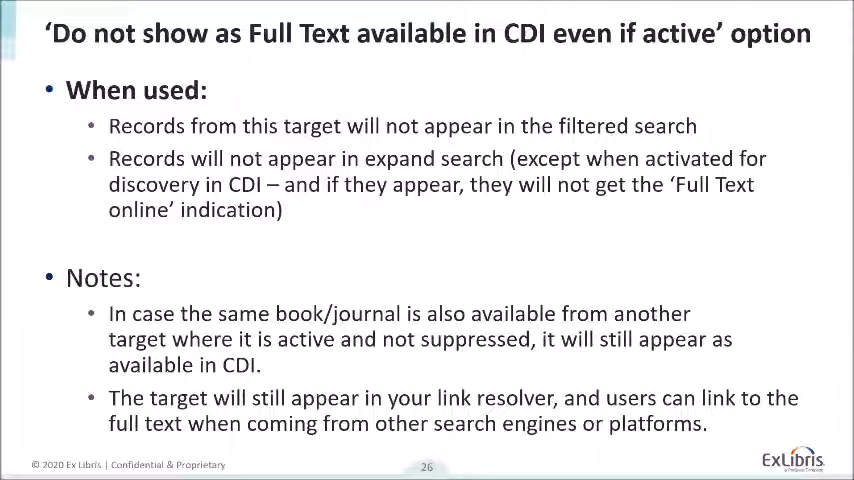 'Do not show as Full Text available in CDI even if active' option
• When used:
• Records from this target will not appear in the filtered search
• Records will not appear in expand search (except when activated for
discovery in CDI – and if they appear, they will not get the 'Full Text
online' indication)
• Notes:
• In case the same book/journal is also available from another
target where it is active and not suppressed, it will still appear as
available in CDI.
• The target will still appear in your link resolver, and users can link to the
full text when coming from other search engines or platforms.
© 2020 Ex Libris | Confidential & Proprietary
26
ExLibris
a ProQuest Company